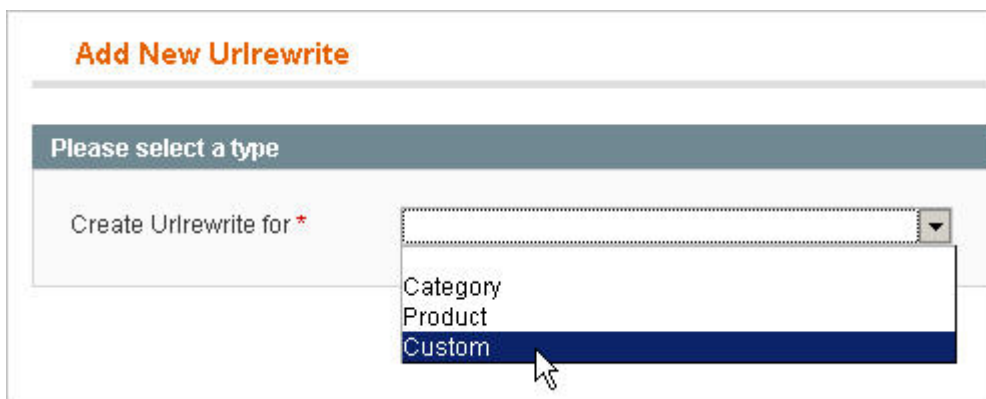 Add New Urlrewrite
Please select a type
Create Urlrewrite for *
Category
Product
Custom